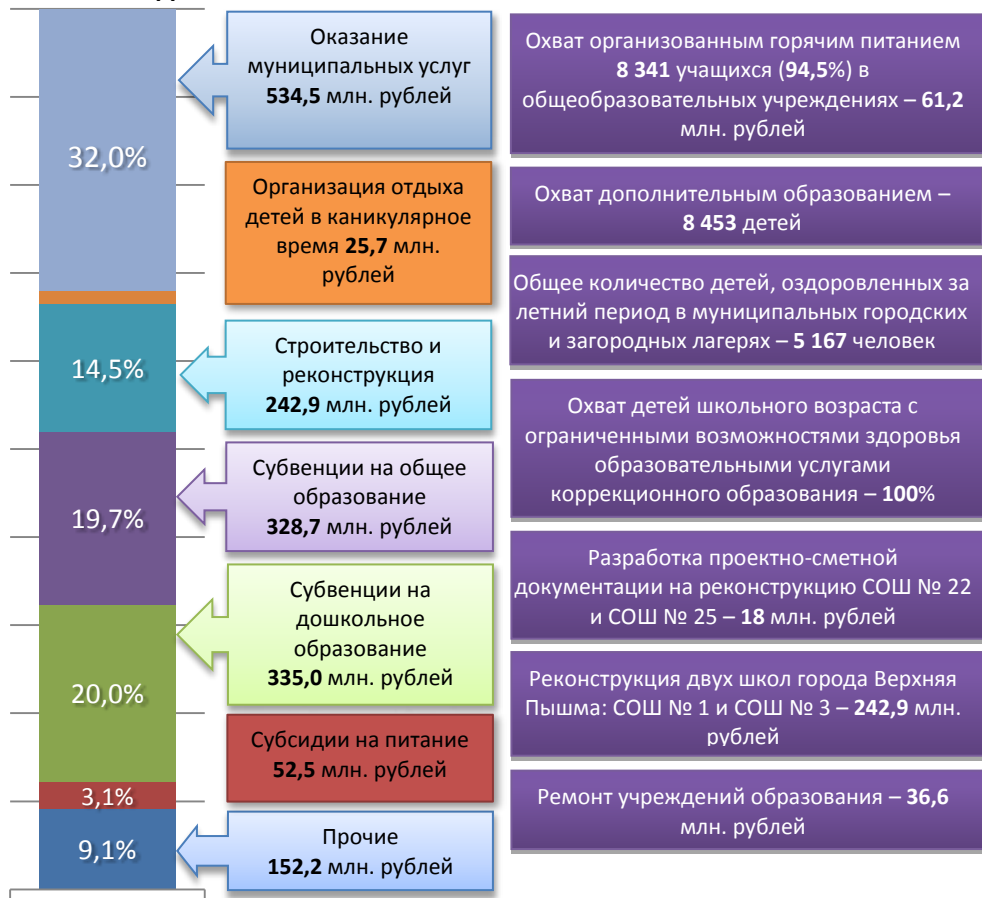 32,0%
14,5%
19,7%
20,0%
3,1%
9,1%
Оказание
муниципальных услуг
534,5 млн. рублей
Организация отдыха
детей в каникулярное
время 25,7 млн.
рублей
Строительство и
реконструкция
242,9 млн. рублей
Субвенции на общее
образование
328,7 млн. рублей
Субвенции на
дошкольное
образование
335,0 млн. рублей
Субсидии на питание
52,5 млн. рублей
Прочие
152,2 млн. рублей
Охват организованным горячим питанием
8 341 учащихся (94,5%) в
общеобразовательных учреждениях – 61,2
млн. рублей
Охват дополнительным образованием –
8 453 детей
Общее количество детей, оздоровленных за
летний период в муниципальных городских
и загородных лагерях – 5 167 человек
Охват детей школьного возраста с
ограниченными возможностями здоровья
образовательными услугами
коррекционного образования – 100%
Разработка проектно-сметной
документации на реконструкцию СОШ № 22
и СОШ № 25 – 18 млн. рублей
Реконструкция двух школ города Верхняя
Пышма: СОШ № 1 и СОШ № 3 – 242,9 млн.
рублей
Ремонт учреждений образования – 36,6
млн. рублей